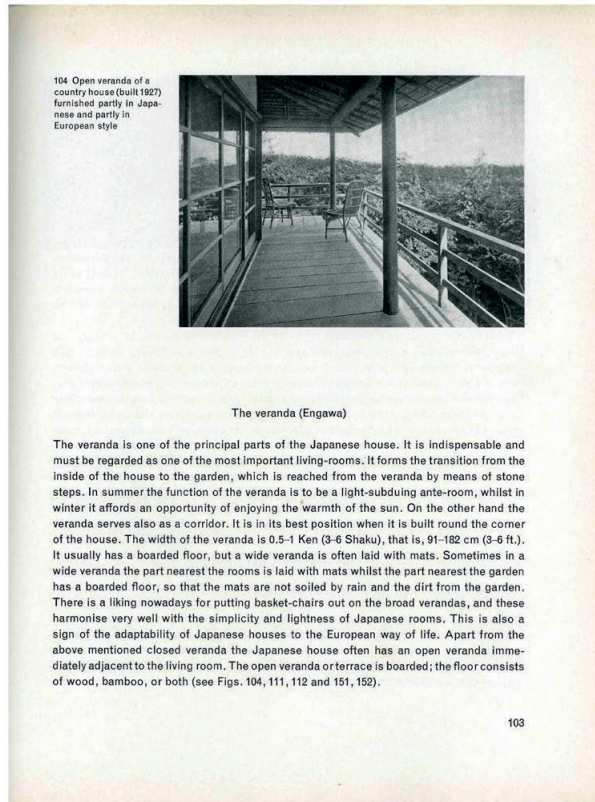 104 Open veranda of a
country house (built 1927)
furnished partly in Japa-
nese and partly in
European style
The veranda (Engawa)
The veranda is one of the principal parts of the Japanese house. It is indispensable and
must be regarded as one of the most important living-rooms. It forms the transition from the
inside of the house to the garden, which is reached from the veranda by means of stone
steps. In summer the function of the veranda is to be a light-subduing ante-room, whilst in
winter it affords an opportunity of enjoying the warmth of the sun. On the other hand the
veranda serves also as a corridor. It is in its best position when it is built round the corner
of the house. The width of the veranda is 0.5–1 Ken (3–6 Shaku), that is, 91–182 cm (3–6 ft.).
It usually has a boarded floor, but a wide veranda is often laid with mats. Sometimes in a
wide veranda the part nearest the rooms is laid with mats whilst the part nearest the garden
has a boarded floor, so that the mats are not soiled by rain and the dirt from the garden.
There is a liking nowadays for putting basket-chairs out on the broad verandas, and these
harmonise very well with the simplicity and lightness of Japanese rooms. This is also a
sign of the adaptability of Japanese houses to the European way of life. Apart from the
above mentioned closed veranda the Japanese house often has an open veranda imme-
diately adjacent to the living room. The open veranda or terrace is boarded; the floor consists
of wood, bamboo, or both (see Figs. 104, 111, 112 and 151, 152).
103